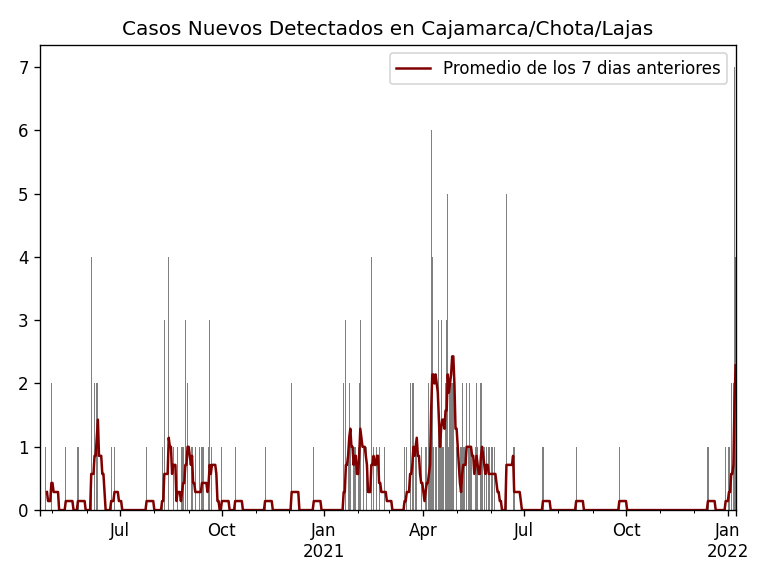 Casos Nuevos Detectados en Cajamarca/Chota/Lajas
Promedio de los 7 dias anteriores
7
6
5
4
3
2
1
0
Jul
Oct
Jan
2021
Apr
Jul
Oct
Jan
2022